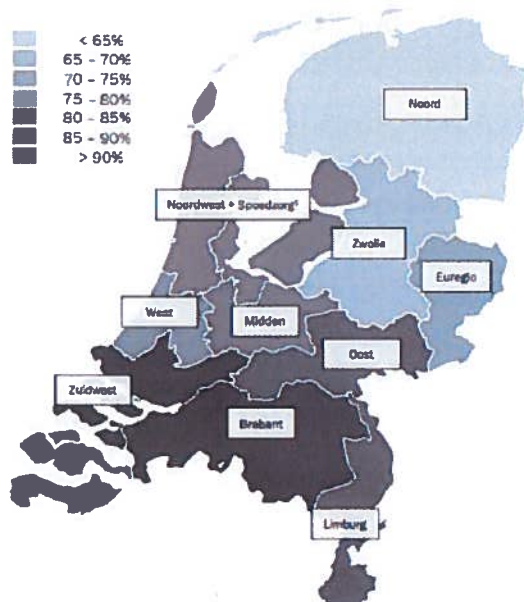 < 65%
65 - 70%
70 - 75%
75 - 80%
80 - 85%
85 - 90%
> 90%
Noord
Noordwest + Spoedzorg¹
Zwolle
Euregio
West
Midden
Oost
Zuidwest
Brabant
Limburg